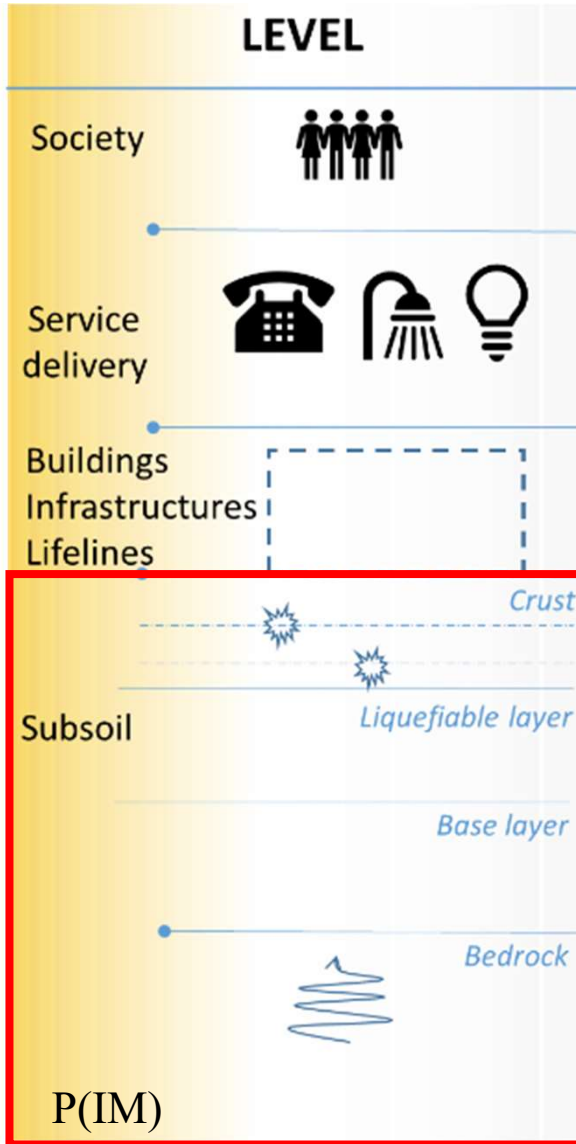 LEVEL
Society
Service
delivery
Buildings
Infrastructures
Lifelines
Crust
Subsoil
Liquefiable layer
Base layer
Bedrock
P(IM)